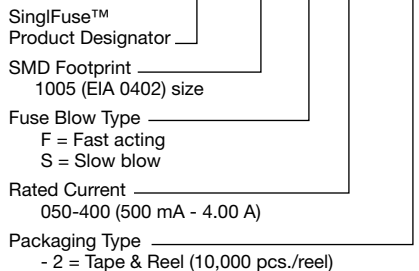 SinglFuse™
Product Designator
SMD Footprint
1005 (EIA 0402) size
Fuse Blow Type
F = Fast acting
S = Slow blow
Rated Current
050-400 (500 mA - 4.00 A)
Packaging Type
- 2 = Tape & Reel (10,000 pcs./reel)